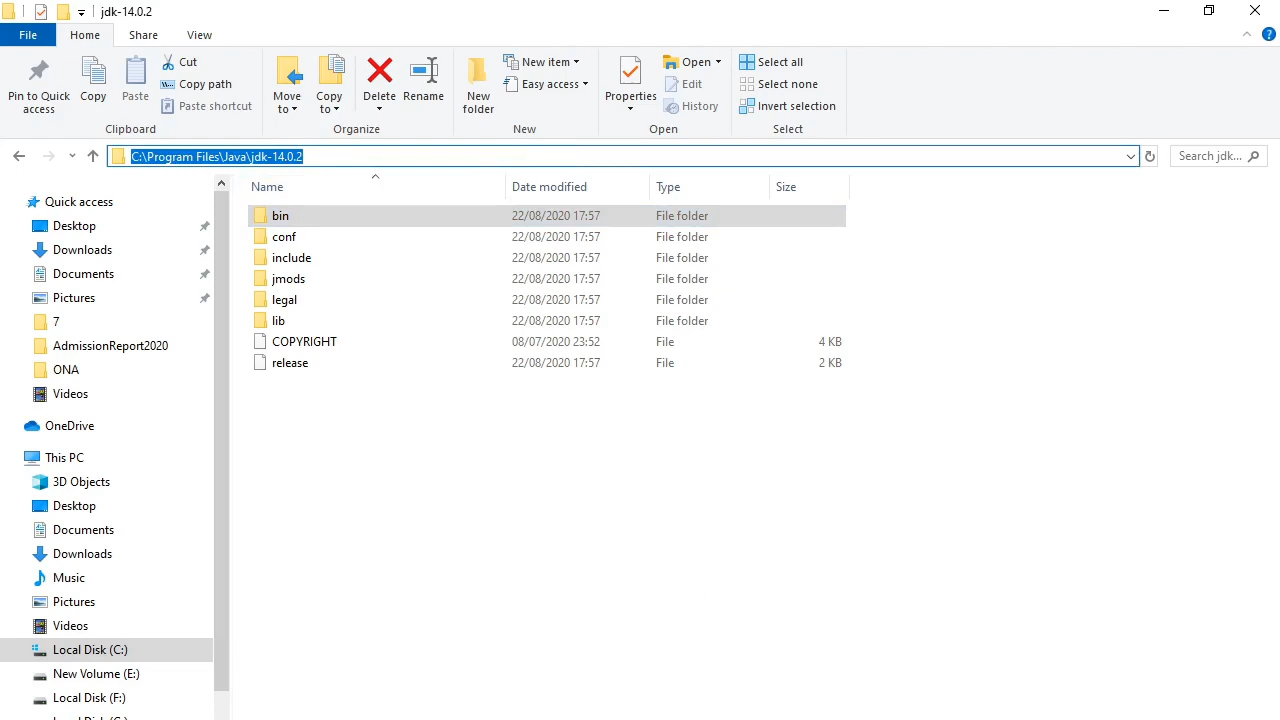 jdk-14.0.2
File Home Share View
Pin to Quick access
Copy
Paste
Cut
Copy path
Paste shortcut
Clipboard
Move to
Copy to
Delete
Rename
Organize
New folder
New item
Easy access
New
Properties
Open
Edit
History
Open
Select all
Select none
Invert selection
Select
C:\Program Files\Java\jdk-14.0.2
Search jdk...
Quick access
Desktop
Downloads
Documents
Pictures
7
AdmissionReport2020
ONA
Videos
OneDrive
This PC
3D Objects
Desktop
Documents
Downloads
Music
Pictures
Videos
Local Disk (C:)
New Volume (E:)
Local Disk (F:)
Name Date modified Type Size
bin 22/08/2020 17:57 File folder
conf 22/08/2020 17:57 File folder
include 22/08/2020 17:57 File folder
jmods 22/08/2020 17:57 File folder
legal 22/08/2020 17:57 File folder
lib 22/08/2020 17:57 File folder
COPYRIGHT 08/07/2020 23:52 File 4 KB
release 22/08/2020 17:57 File 2 KB